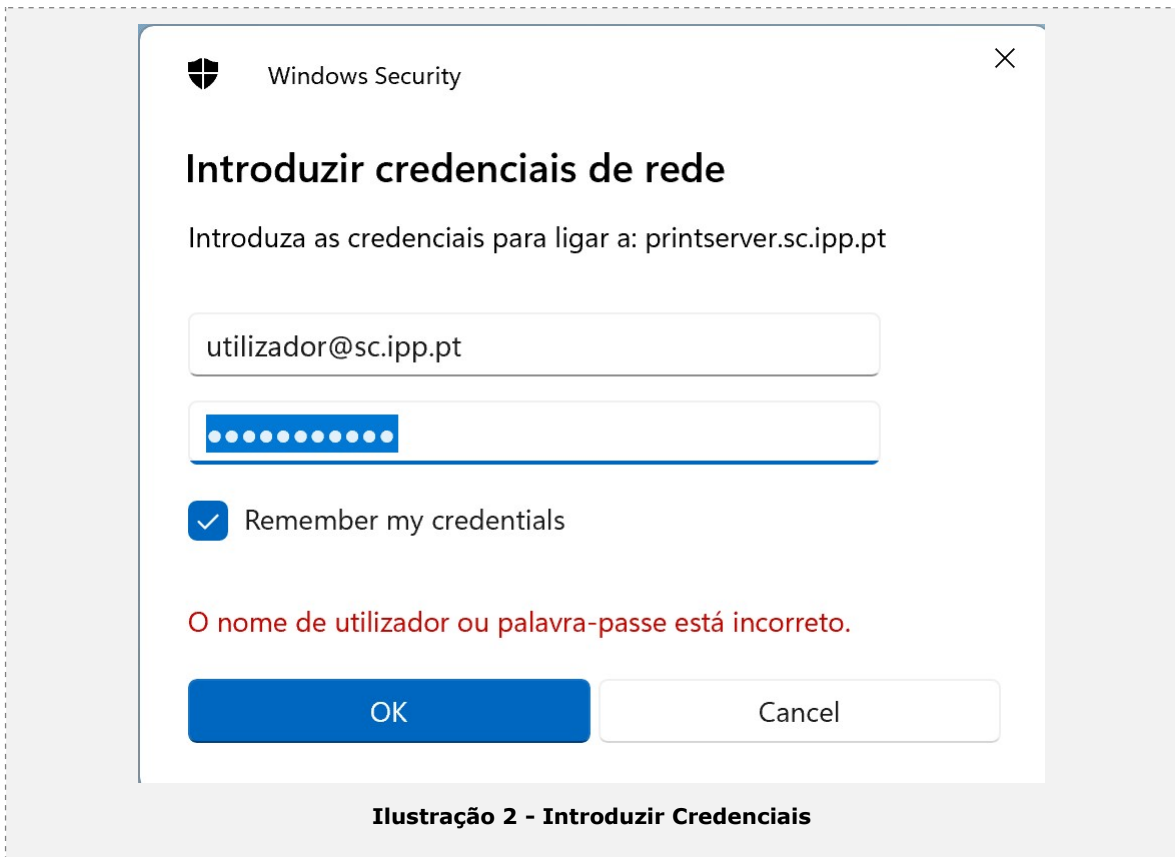 Windows Security
Introduzir credenciais de rede
Introduza as credenciais para ligar a: printserver.sc.ipp.pt
utilizador@sc.ipp.pt
●●●●●●●●●●●
Remember my credentials
O nome de utilizador ou palavra-passe está incorreto.
OK Cancel
Ilustração 2 - Introduzir Credenciais